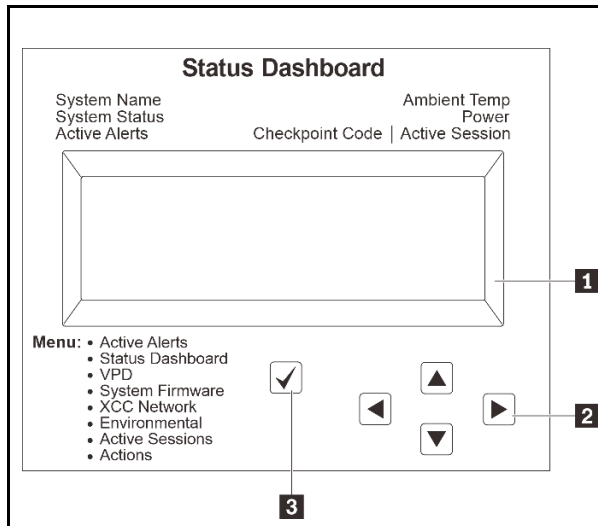 Status Dashboard
System Name
System Status
Active Alerts
Ambient Temp
Power
Checkpoint Code | Active Session
1
Menu: • Active Alerts
• Status Dashboard
• VPD
• System Firmware
• XCC Network
• Environmental
• Active Sessions
• Actions
2
3